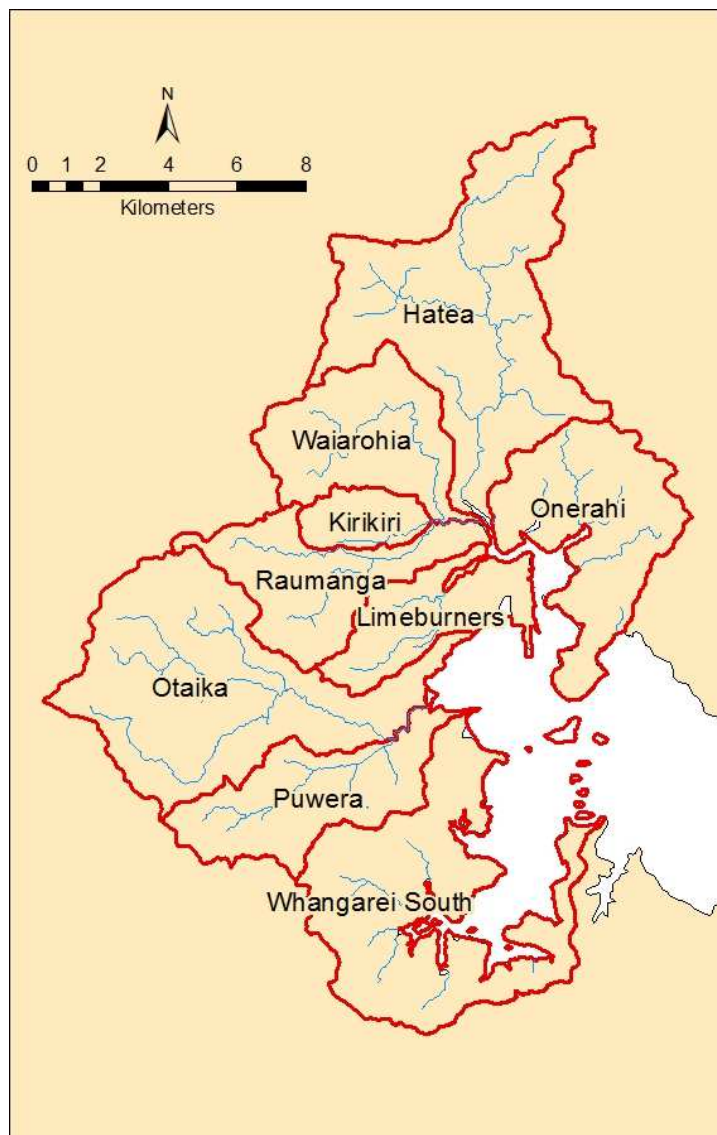 N
0 1 2 4 6 8
Kilometers
Hatea
Waiarohia
Onerahi
Kirikiri
Raumanga
Limeburners
Otaika
Puwera
Whangarei South